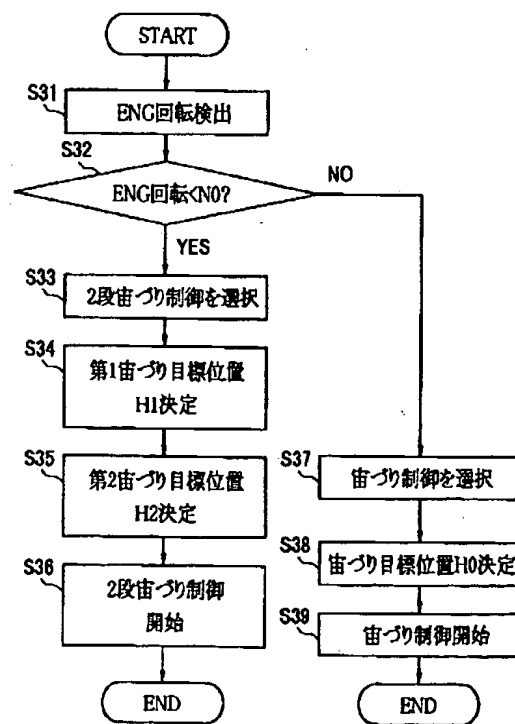 START
S31
ENG回転検出
S32
ENG回転<N0?
NO
YES
S33
2段宙づり制御を選択
S34
第1宙づり目標位置
H1決定
S35
第2宙づり目標位置
H2決定
S36
2段宙づり制御
開始
END
S37
宙づり制御を選択
S38
宙づり目標位置H0決定
S39
宙づり制御開始
END